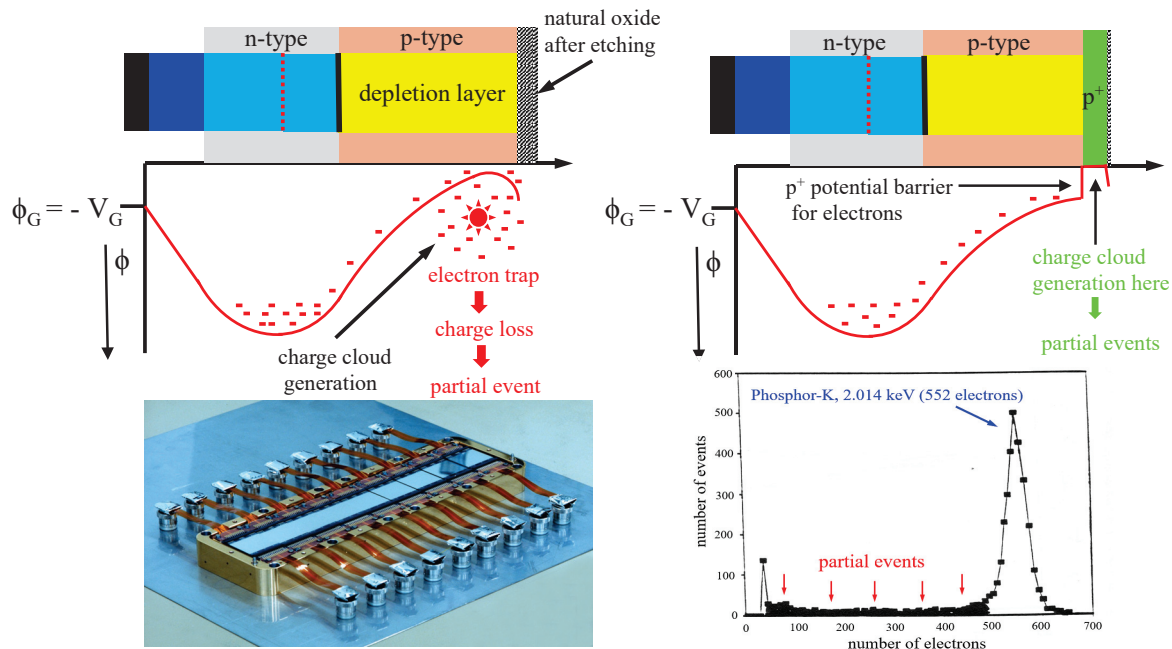 natural oxide
after etching
n-type
p-type
depletion layer
ϕG = - VG
ϕ
electron trap
charge loss
partial event
charge cloud
generation
n-type
p-type
p+
p+ potential barrier
for electrons
ϕG = - VG
ϕ
charge cloud
generation here
partial events
600
500
400
300
200
100
0
number of events
Phosphor-K, 2.014 keV (552 electrons)
partial events
0
100
200
300
400
500
600
700
number of electrons